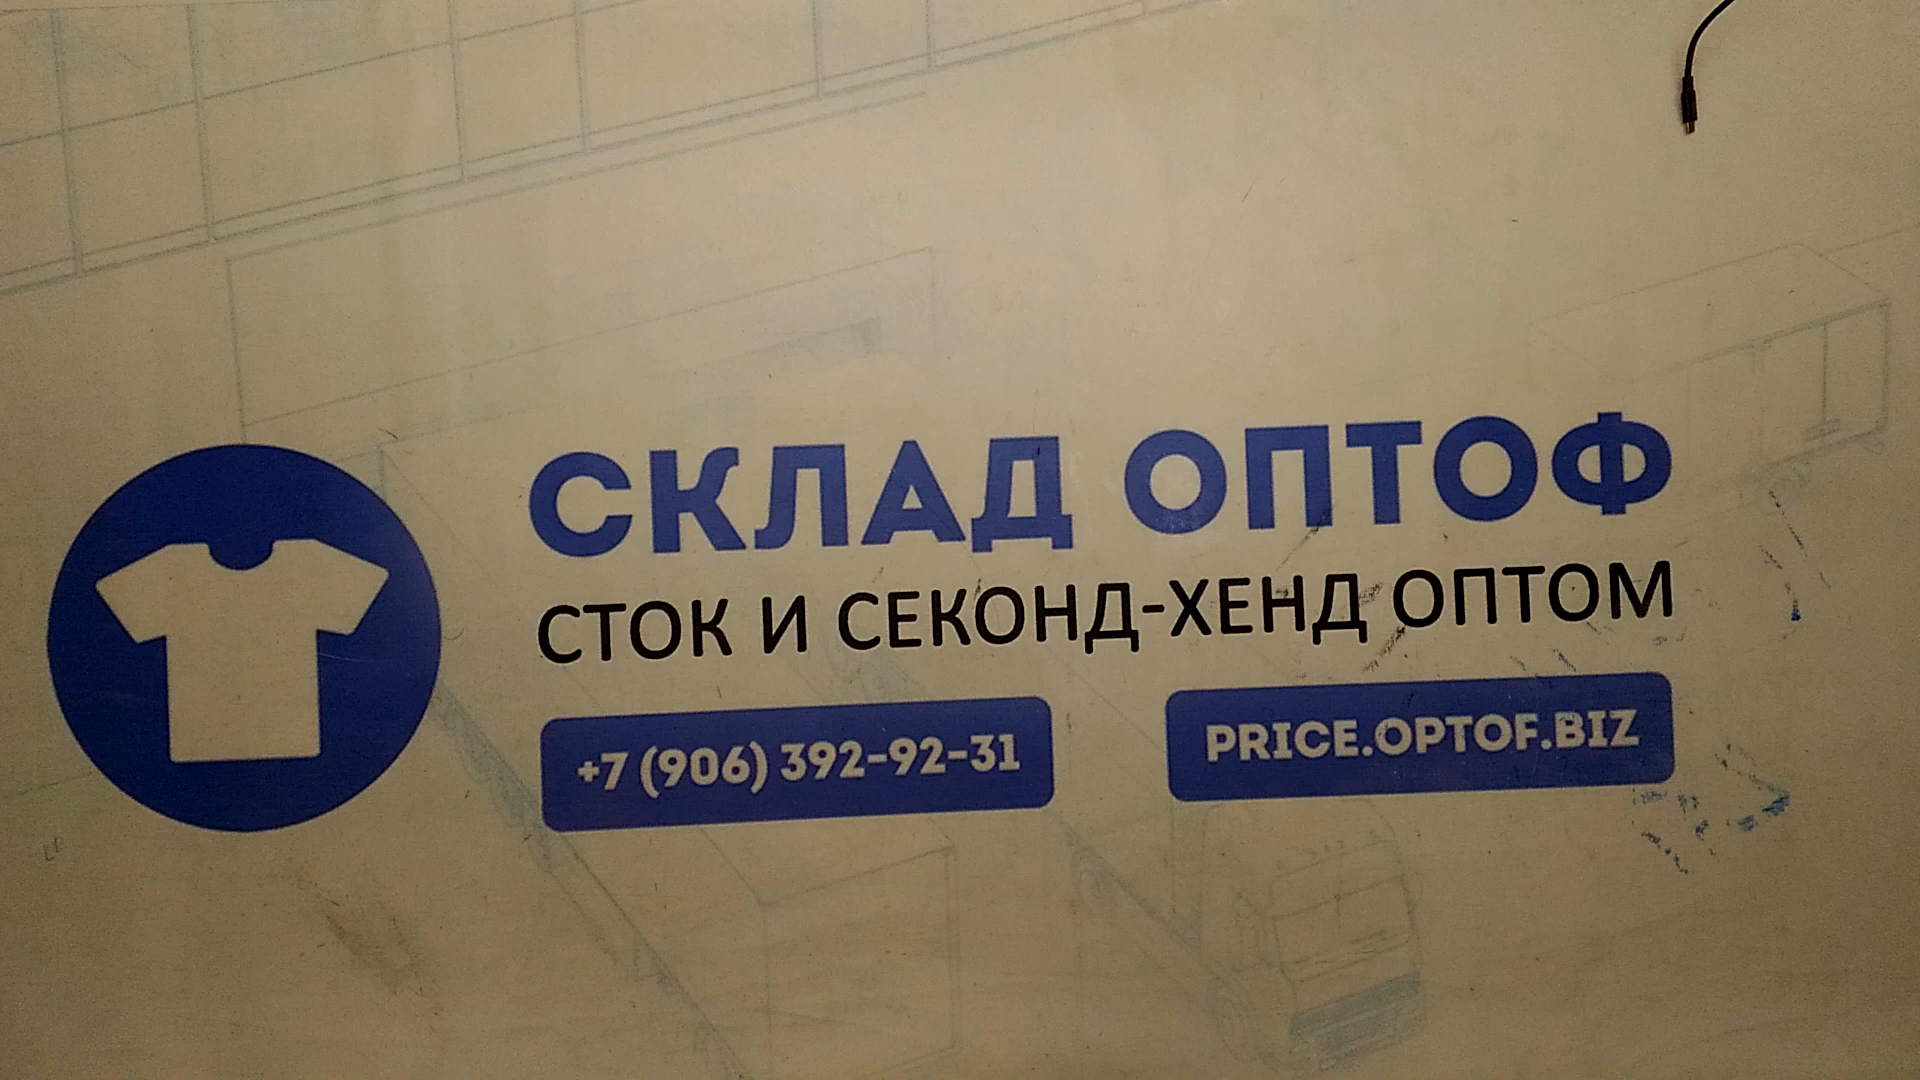 СКЛАД ОПТОФ
СТОК И СЕКОНД-ХЕНД ОПТОМ
+7 (906) 392-92-31
PRICE.OPTOF.BIZ